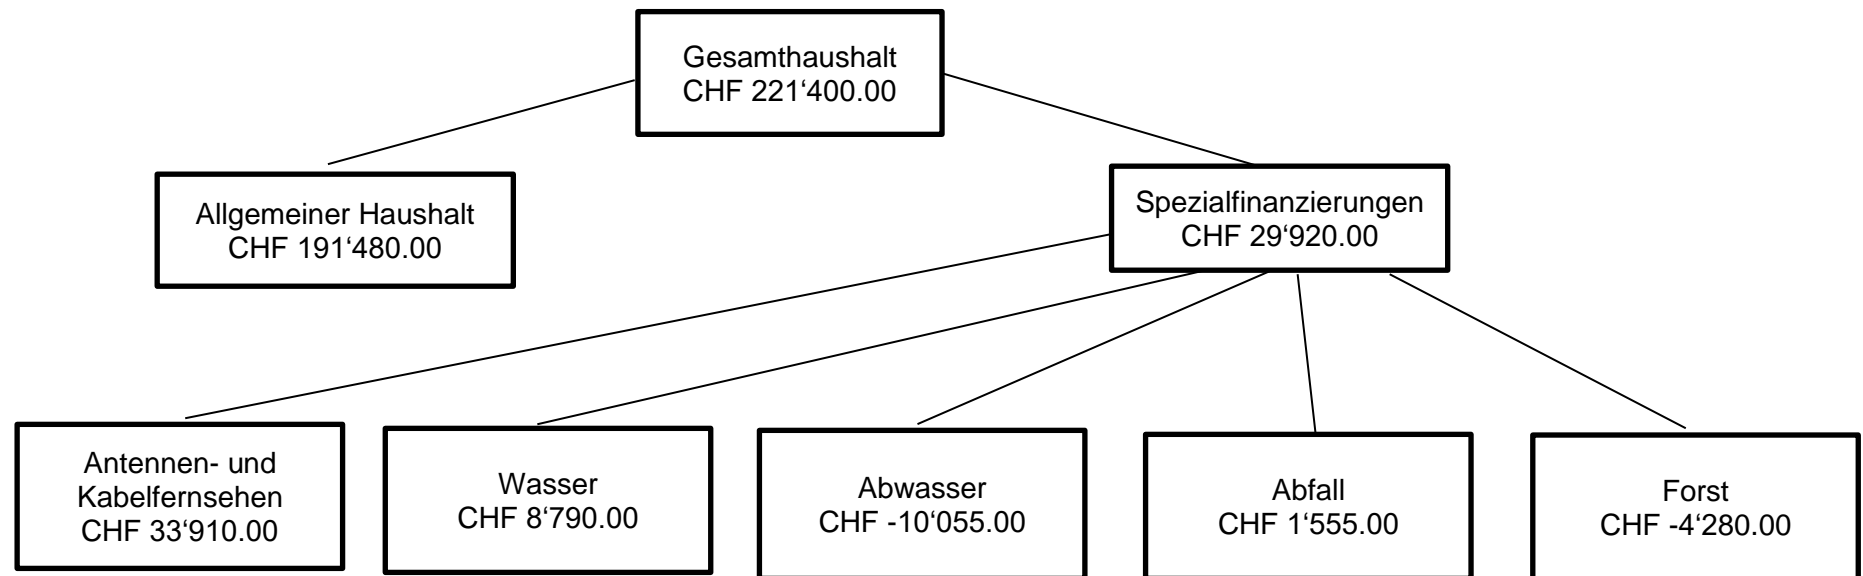 Gesamthaushalt
CHF 221‘400.00
Allgemeiner Haushalt
CHF 191‘480.00
Spezialfinanzierungen
CHF 29‘920.00
Antennen- und
Kabelfernsehen
CHF 33'910.00
Wasser
CHF 8‘790.00
Abwasser
CHF -10‘055.00
Abfall
CHF 1‘555.00
Forst
CHF -4‘280.00